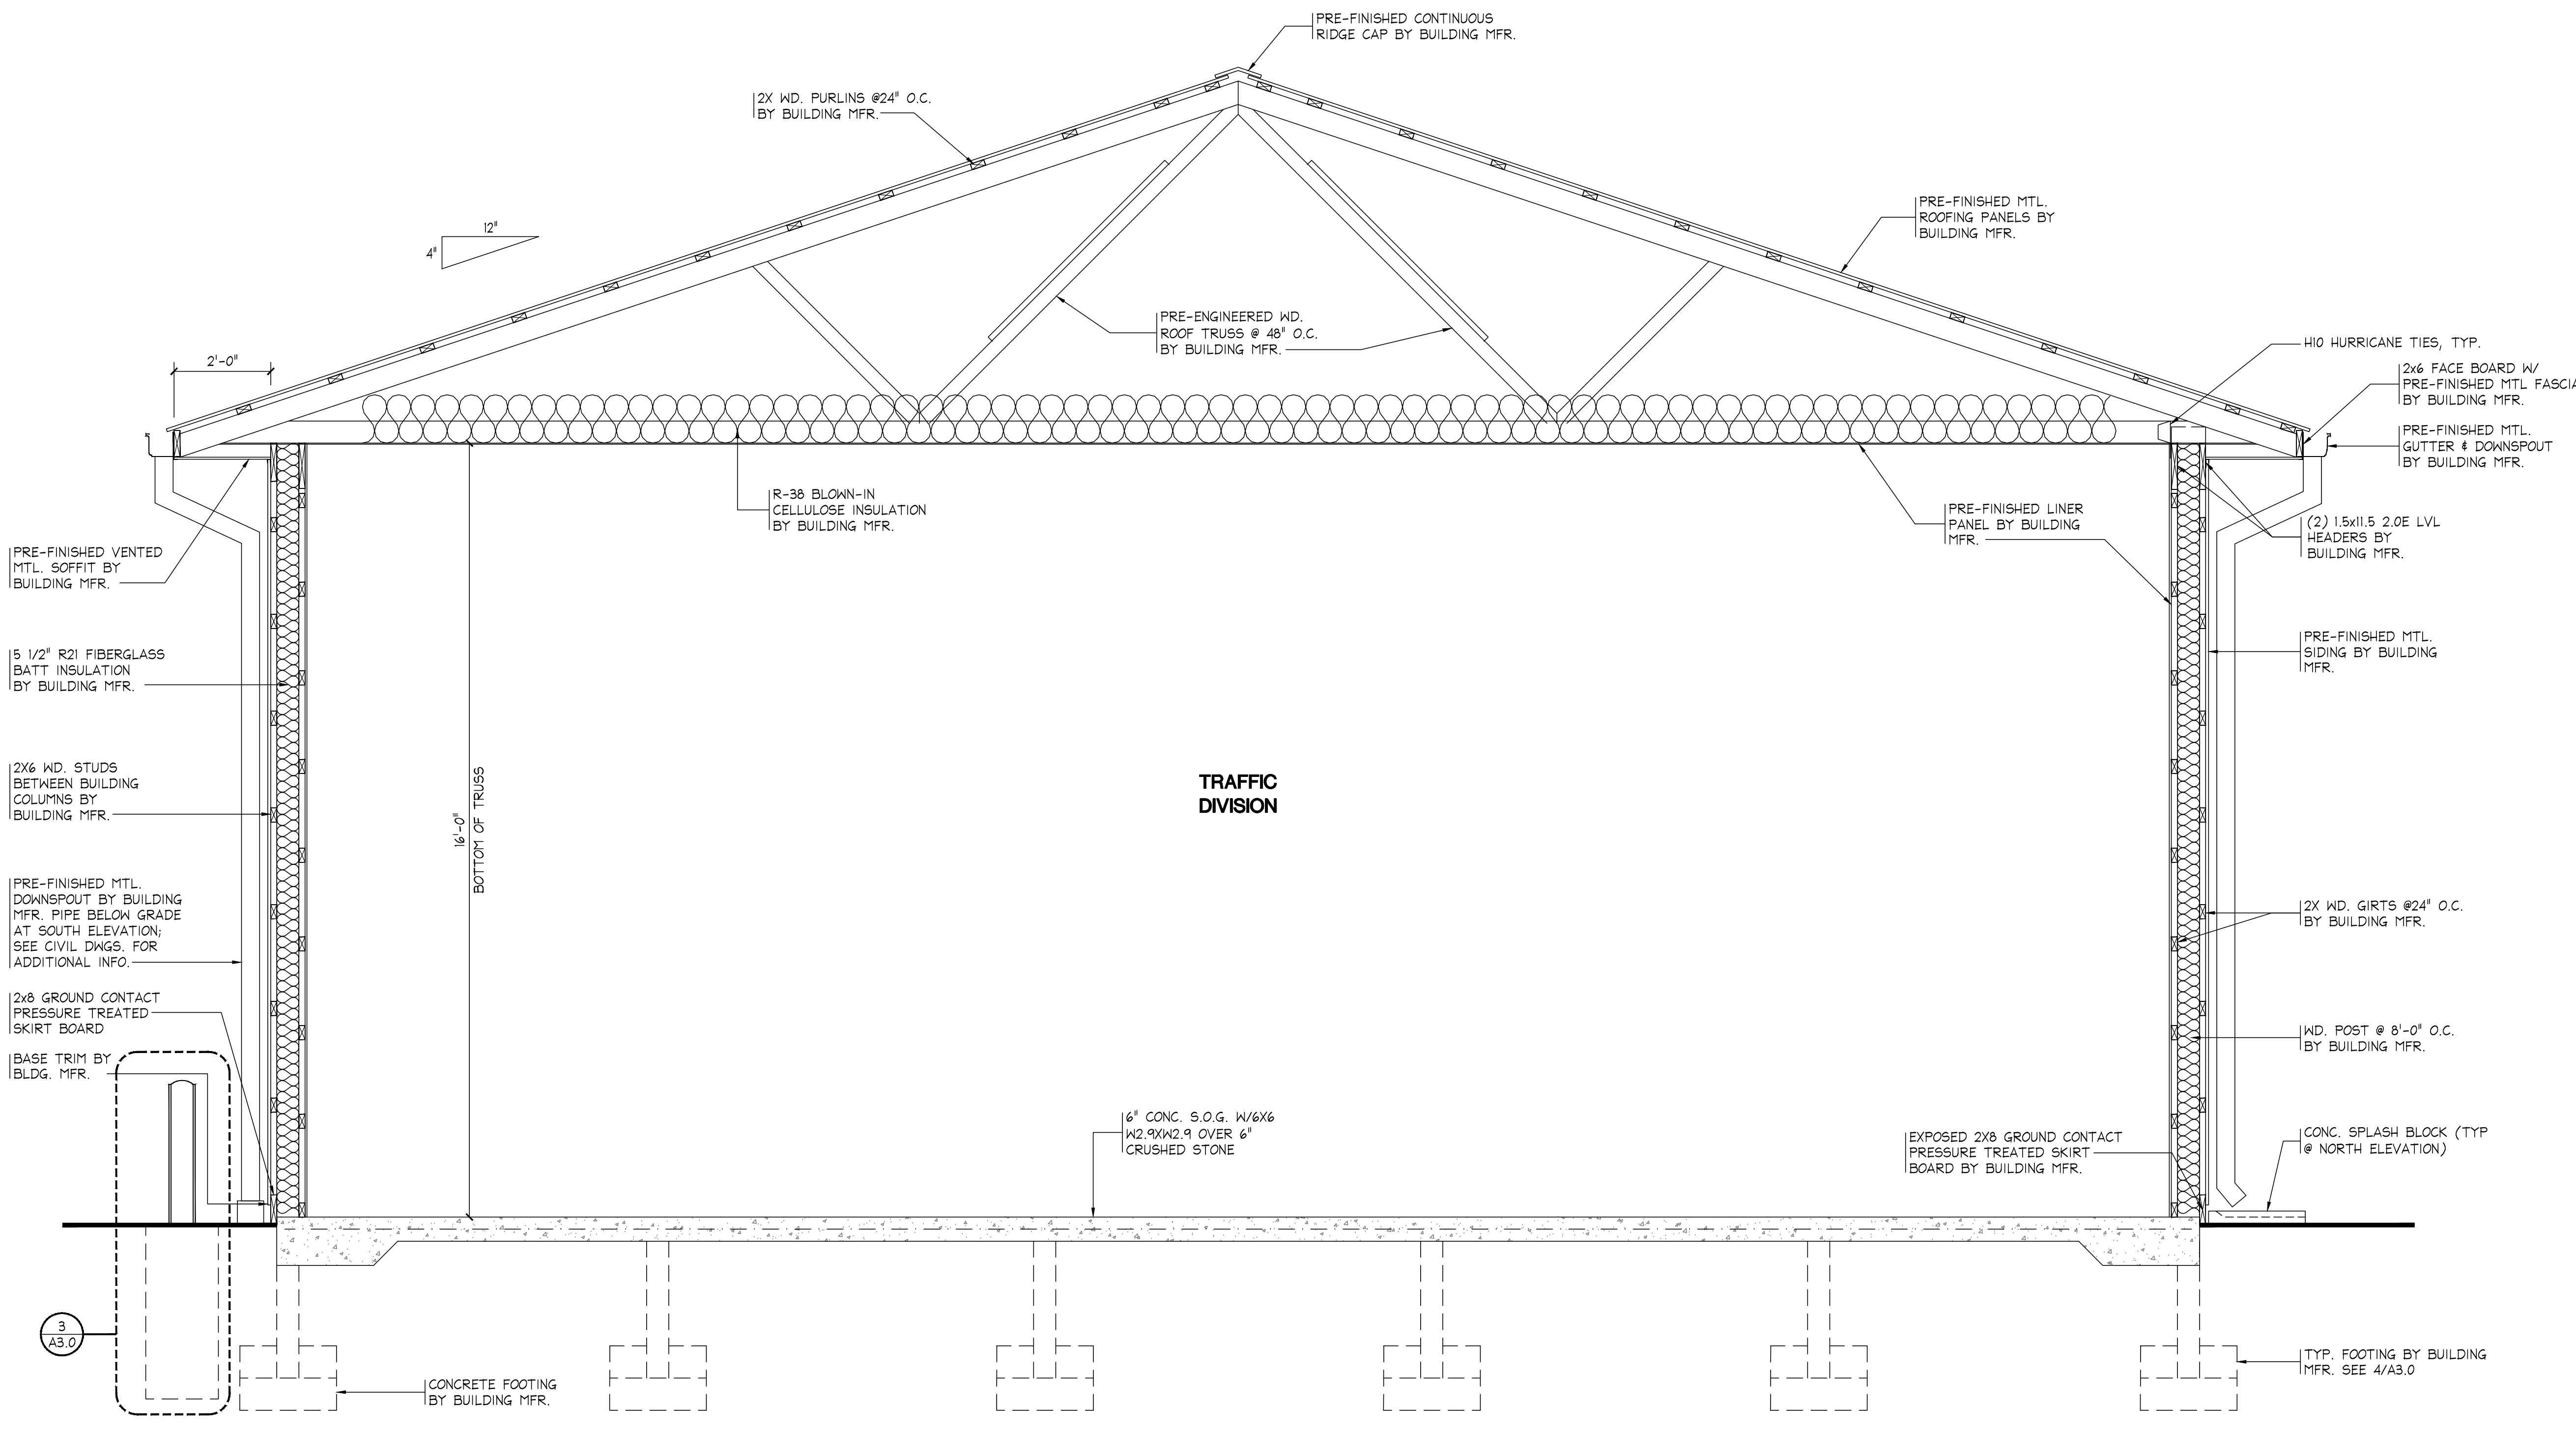 PRE-FINISHED CONTINUOUS
RIDGE CAP BY BUILDING MFR.
2X WD. PURLINS @24" O.C.
BY BUILDING MFR.
12"
4"
PRE-FINISHED MTL.
ROOFING PANELS BY
BUILDING MFR.
PRE-ENGINEERED WD.
ROOF TRUSS @ 48" O.C.
BY BUILDING MFR.
2'-0"
H10 HURRICANE TIES, TYP.
2x6 FACE BOARD W/
PRE-FINISHED MTL FASCIA
BY BUILDING MFR.
PRE-FINISHED MTL.
GUTTER & DOWNSPOUT
BY BUILDING MFR.
R-38 BLOWN-IN
CELLULOSE INSULATION
BY BUILDING MFR.
PRE-FINISHED LINER
PANEL BY BUILDING
MFR.
(2) 1.5x11.5 2.0E LVL
HEADERS BY
BUILDING MFR.
PRE-FINISHED VENTED
MTL. SOFFIT BY
BUILDING MFR.
5 1/2" R21 FIBERGLASS
BATT INSULATION
BY BUILDING MFR.
PRE-FINISHED MTL.
SIDING BY BUILDING
MFR.
2X6 WD. STUDS
BETWEEN BUILDING
COLUMNS BY
BUILDING MFR.
16'-0"
BOTTOM OF TRUSS
TRAFFIC
DIVISION
PRE-FINISHED MTL.
DOWNSPOUT BY BUILDING
MFR. PIPE BELOW GRADE
AT SOUTH ELEVATION;
SEE CIVIL DWGS. FOR
ADDITIONAL INFO.
2X WD. GIRTS @24" O.C.
BY BUILDING MFR.
2x8 GROUND CONTACT
PRESSURE TREATED
SKIRT BOARD
WD. POST @ 8'-0" O.C.
BY BUILDING MFR.
BASE TRIM BY
BLDG. MFR.
6" CONC. S.O.G. W/6X6
W2.9XW2.9 OVER 6"
CRUSHED STONE
EXPOSED 2X8 GROUND CONTACT
PRESSURE TREATED SKIRT
BOARD BY BUILDING MFR.
CONC. SPLASH BLOCK (TYP
@ NORTH ELEVATION)
3
A3.0
CONCRETE FOOTING
BY BUILDING MFR.
TYP. FOOTING BY BUILDING
MFR. SEE 4/A3.0